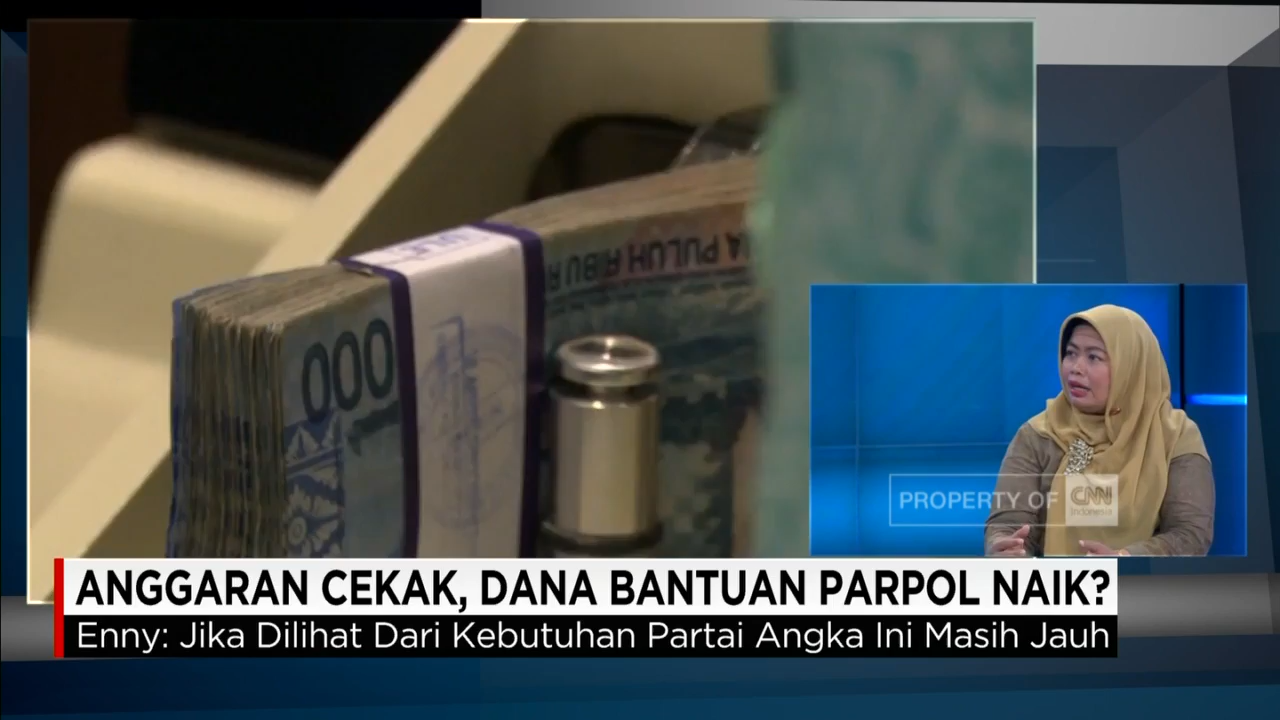 000
PROPERTY OF CNN Indonesia
ANGGARAN CEKAK, DANA BANTUAN PARPOL NAIK?
Enny: Jika Dilihat Dari Kebutuhan Partai Angka Ini Masih Jauh
PULUH RIBU